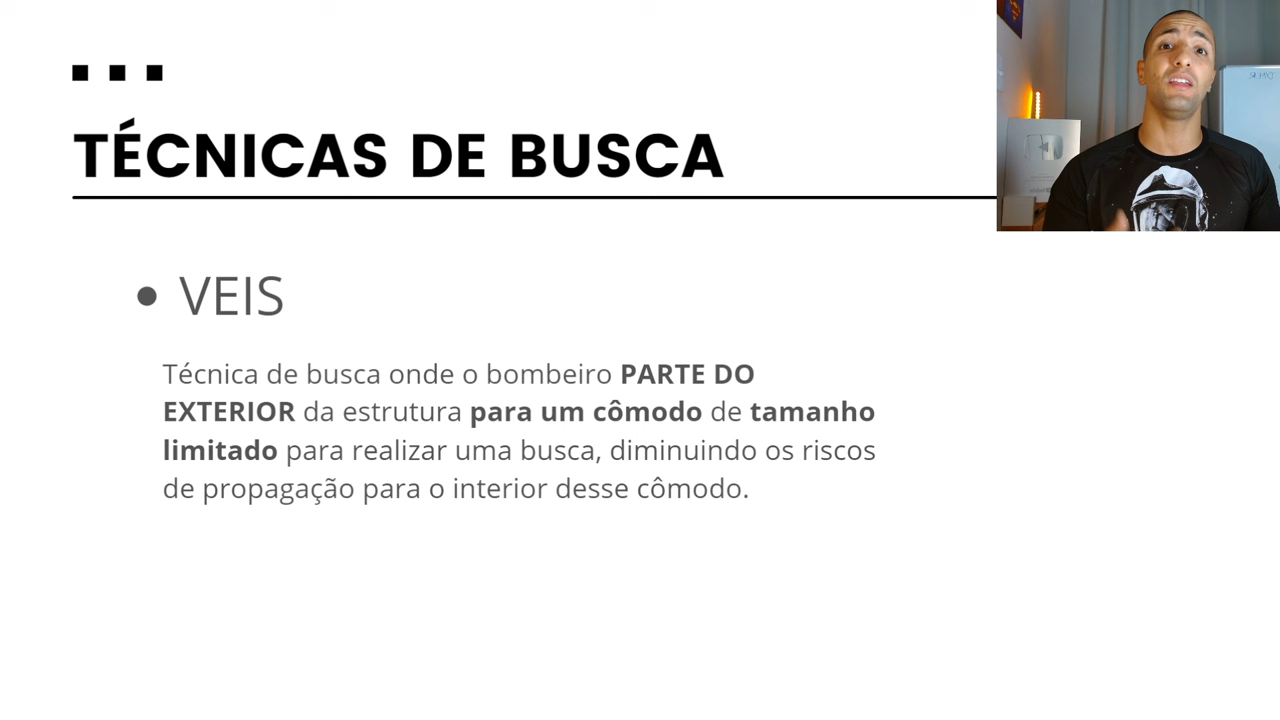 TÉCNICAS DE BUSCA
• VEIS
Técnica de busca onde o bombeiro PARTE DO
EXTERIOR da estrutura para um cômodo de tamanho
limitado para realizar uma busca, diminuindo os riscos
de propagação para o interior desse cômodo.